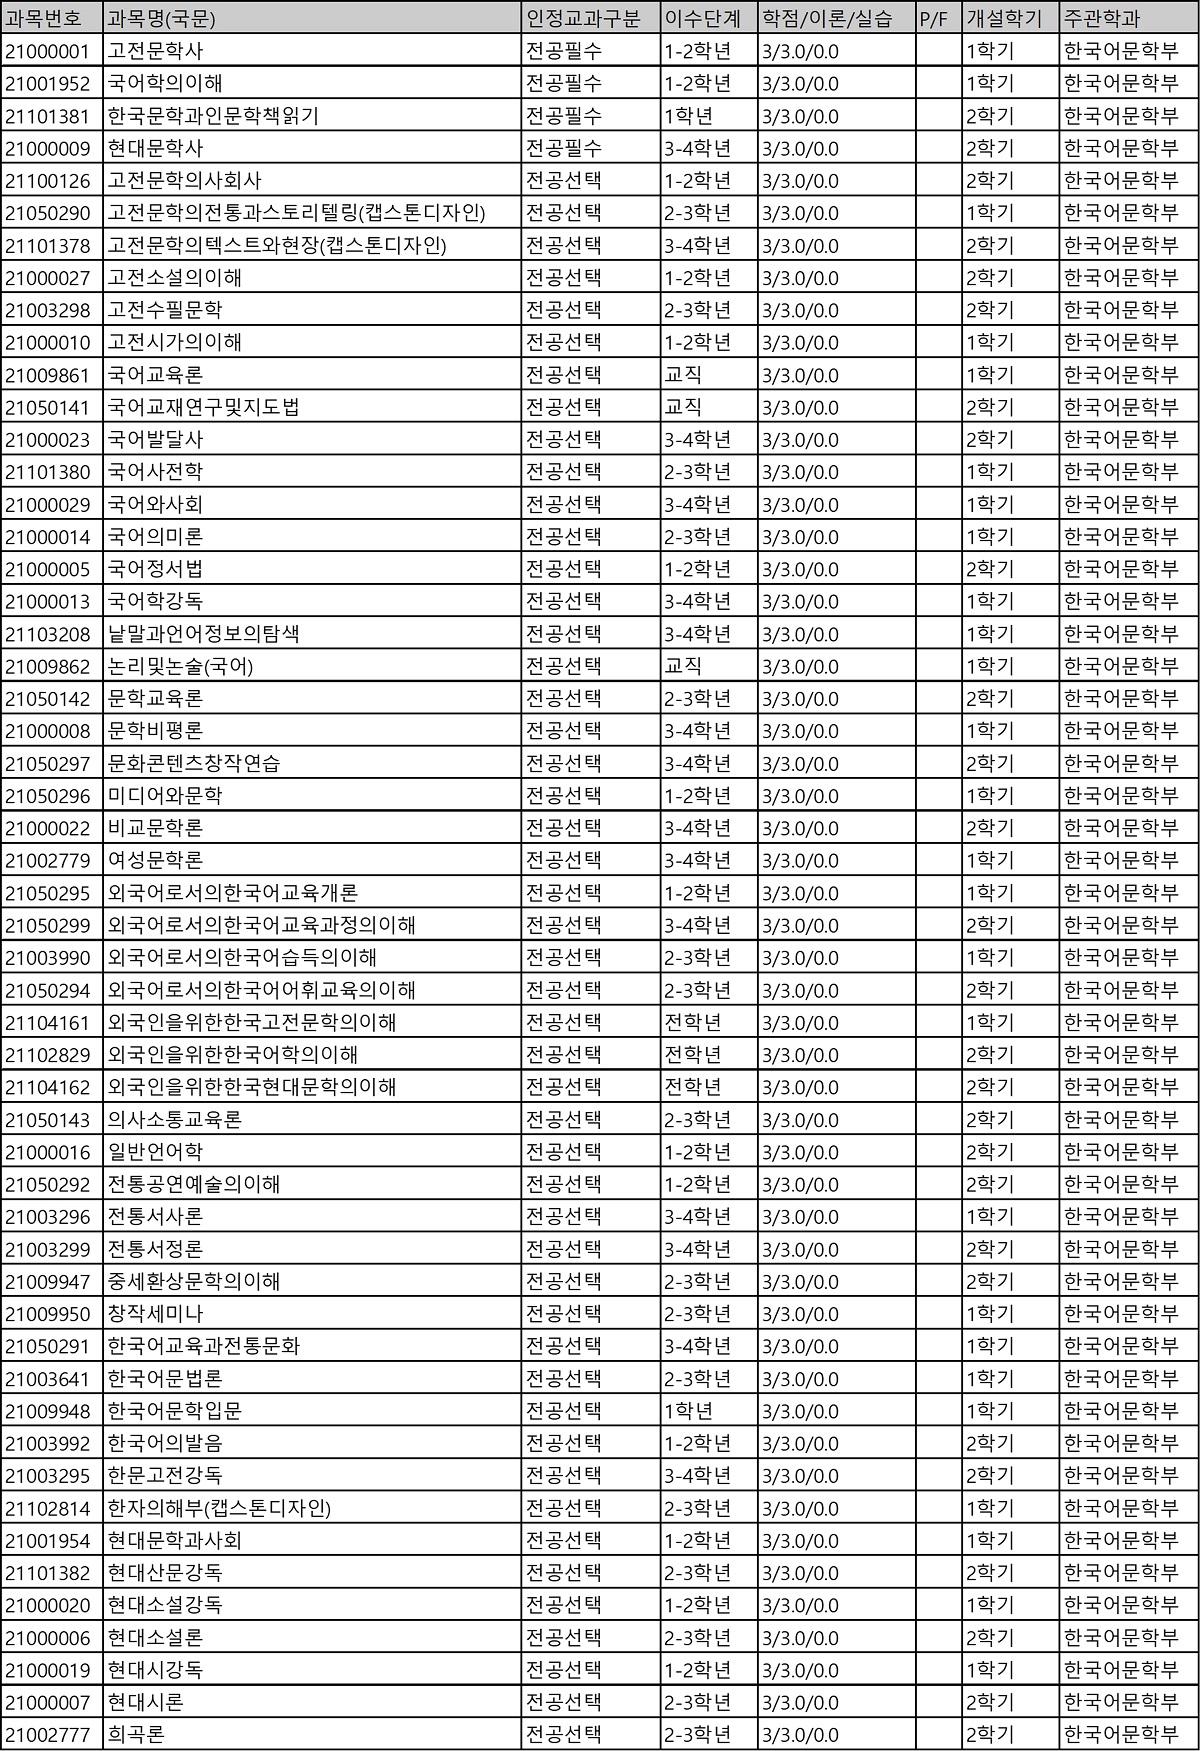 과목번호 과목명(국문) 인정교과구분 이수단계 학점/이론/실습 P/F 개설학기 주관학과
21000001 고전문학사 전공필수 1-2학년 3/3.0/0.0 1학기 한국어문학부
21001952 국어학의이해 전공필수 1-2학년 3/3.0/0.0 1학기 한국어문학부
21101381 한국문학과인문학책읽기 전공필수 1학년 3/3.0/0.0 2학기 한국어문학부
21000009 현대문학사 전공필수 3-4학년 3/3.0/0.0 2학기 한국어문학부
21100126 고전문학의사회사 전공선택 1-2학년 3/3.0/0.0 2학기 한국어문학부
21050290 고전문학의전통과스토리텔링(캡스톤디자인) 전공선택 2-3학년 3/3.0/0.0 1학기 한국어문학부
21101378 고전문학의텍스트와현장(캡스톤디자인) 전공선택 3-4학년 3/3.0/0.0 2학기 한국어문학부
21000027 고전소설의이해 전공선택 1-2학년 3/3.0/0.0 2학기 한국어문학부
21003298 고전수필문학 전공선택 2-3학년 3/3.0/0.0 2학기 한국어문학부
21000010 고전시가의이해 전공선택 1-2학년 3/3.0/0.0 1학기 한국어문학부
21009861 국어교육론 전공선택 교직 3/3.0/0.0 1학기 한국어문학부
21050141 국어교재연구및지도법 전공선택 교직 3/3.0/0.0 2학기 한국어문학부
21000023 국어발달사 전공선택 3-4학년 3/3.0/0.0 2학기 한국어문학부
21101380 국어사전학 전공선택 2-3학년 3/3.0/0.0 1학기 한국어문학부
21000029 국어와사회 전공선택 3-4학년 3/3.0/0.0 1학기 한국어문학부
21000014 국어의미론 전공선택 2-3학년 3/3.0/0.0 1학기 한국어문학부
21000005 국어정서법 전공선택 1-2학년 3/3.0/0.0 2학기 한국어문학부
21000013 국어학강독 전공선택 3-4학년 3/3.0/0.0 1학기 한국어문학부
21103208 낱말과언어정보의탐색 전공선택 3-4학년 3/3.0/0.0 1학기 한국어문학부
21009862 논리및논술(국어) 전공선택 교직 3/3.0/0.0 1학기 한국어문학부
21050142 문학교육론 전공선택 2-3학년 3/3.0/0.0 2학기 한국어문학부
21000008 문학비평론 전공선택 3-4학년 3/3.0/0.0 1학기 한국어문학부
21050297 문화콘텐츠창작연습 전공선택 3-4학년 3/3.0/0.0 2학기 한국어문학부
21050296 미디어와문학 전공선택 1-2학년 3/3.0/0.0 1학기 한국어문학부
21000022 비교문학론 전공선택 3-4학년 3/3.0/0.0 2학기 한국어문학부
21002779 여성문학론 전공선택 3-4학년 3/3.0/0.0 1학기 한국어문학부
21050295 외국어로서의한국어교육개론 전공선택 1-2학년 3/3.0/0.0 1학기 한국어문학부
21050299 외국어로서의한국어교육과정의이해 전공선택 3-4학년 3/3.0/0.0 2학기 한국어문학부
21003990 외국어로서의한국어습득의이해 전공선택 2-3학년 3/3.0/0.0 1학기 한국어문학부
21050294 외국어로서의한국어어휘교육의이해 전공선택 2-3학년 3/3.0/0.0 2학기 한국어문학부
21104161 외국인을위한한국고전문학의이해 전공선택 전학년 3/3.0/0.0 1학기 한국어문학부
21102829 외국인을위한한국어학의이해 전공선택 전학년 3/3.0/0.0 2학기 한국어문학부
21104162 외국인을위한한국현대문학의이해 전공선택 전학년 3/3.0/0.0 2학기 한국어문학부
21050143 의사소통교육론 전공선택 2-3학년 3/3.0/0.0 2학기 한국어문학부
21000016 일반언어학 전공선택 1-2학년 3/3.0/0.0 2학기 한국어문학부
21050292 전통공연예술의이해 전공선택 1-2학년 3/3.0/0.0 2학기 한국어문학부
21003296 전통서사론 전공선택 3-4학년 3/3.0/0.0 1학기 한국어문학부
21003299 전통서정론 전공선택 3-4학년 3/3.0/0.0 2학기 한국어문학부
21009947 중세환상문학의이해 전공선택 2-3학년 3/3.0/0.0 2학기 한국어문학부
21009950 창작세미나 전공선택 2-3학년 3/3.0/0.0 1학기 한국어문학부
21050291 한국어교육과전통문화 전공선택 3-4학년 3/3.0/0.0 1학기 한국어문학부
21003641 한국어문법론 전공선택 2-3학년 3/3.0/0.0 1학기 한국어문학부
21009948 한국어문학입문 전공선택 1학년 3/3.0/0.0 1학기 한국어문학부
21003992 한국어의발음 전공선택 1-2학년 3/3.0/0.0 2학기 한국어문학부
21003295 한문고전강독 전공선택 3-4학년 3/3.0/0.0 2학기 한국어문학부
21102814 한자의해부(캡스톤디자인) 전공선택 2-3학년 3/3.0/0.0 1학기 한국어문학부
21001954 현대문학과사회 전공선택 1-2학년 3/3.0/0.0 1학기 한국어문학부
21101382 현대산문강독 전공선택 2-3학년 3/3.0/0.0 2학기 한국어문학부
21000020 현대소설강독 전공선택 1-2학년 3/3.0/0.0 1학기 한국어문학부
21000006 현대소설론 전공선택 2-3학년 3/3.0/0.0 2학기 한국어문학부
21000019 현대시강독 전공선택 1-2학년 3/3.0/0.0 1학기 한국어문학부
21000007 현대시론 전공선택 2-3학년 3/3.0/0.0 2학기 한국어문학부
21002777 희곡론 전공선택 2-3학년 3/3.0/0.0 2학기 한국어문학부